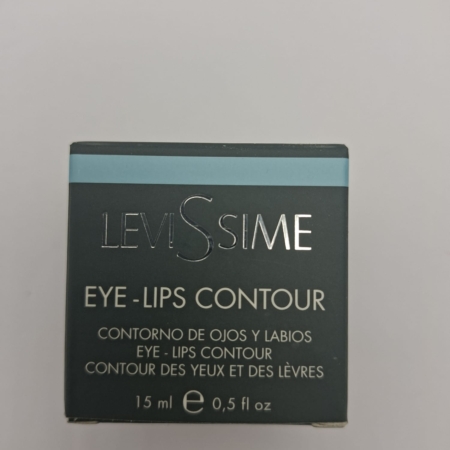 LEVISSIME
EYE - LIPS CONTOUR
CONTORNO DE OJOS Y LABIOS
EYE - LIPS CONTOUR
CONTOUR DES YEUX ET DES LÈVRES
15 ml ℮ 0,5 fl oz